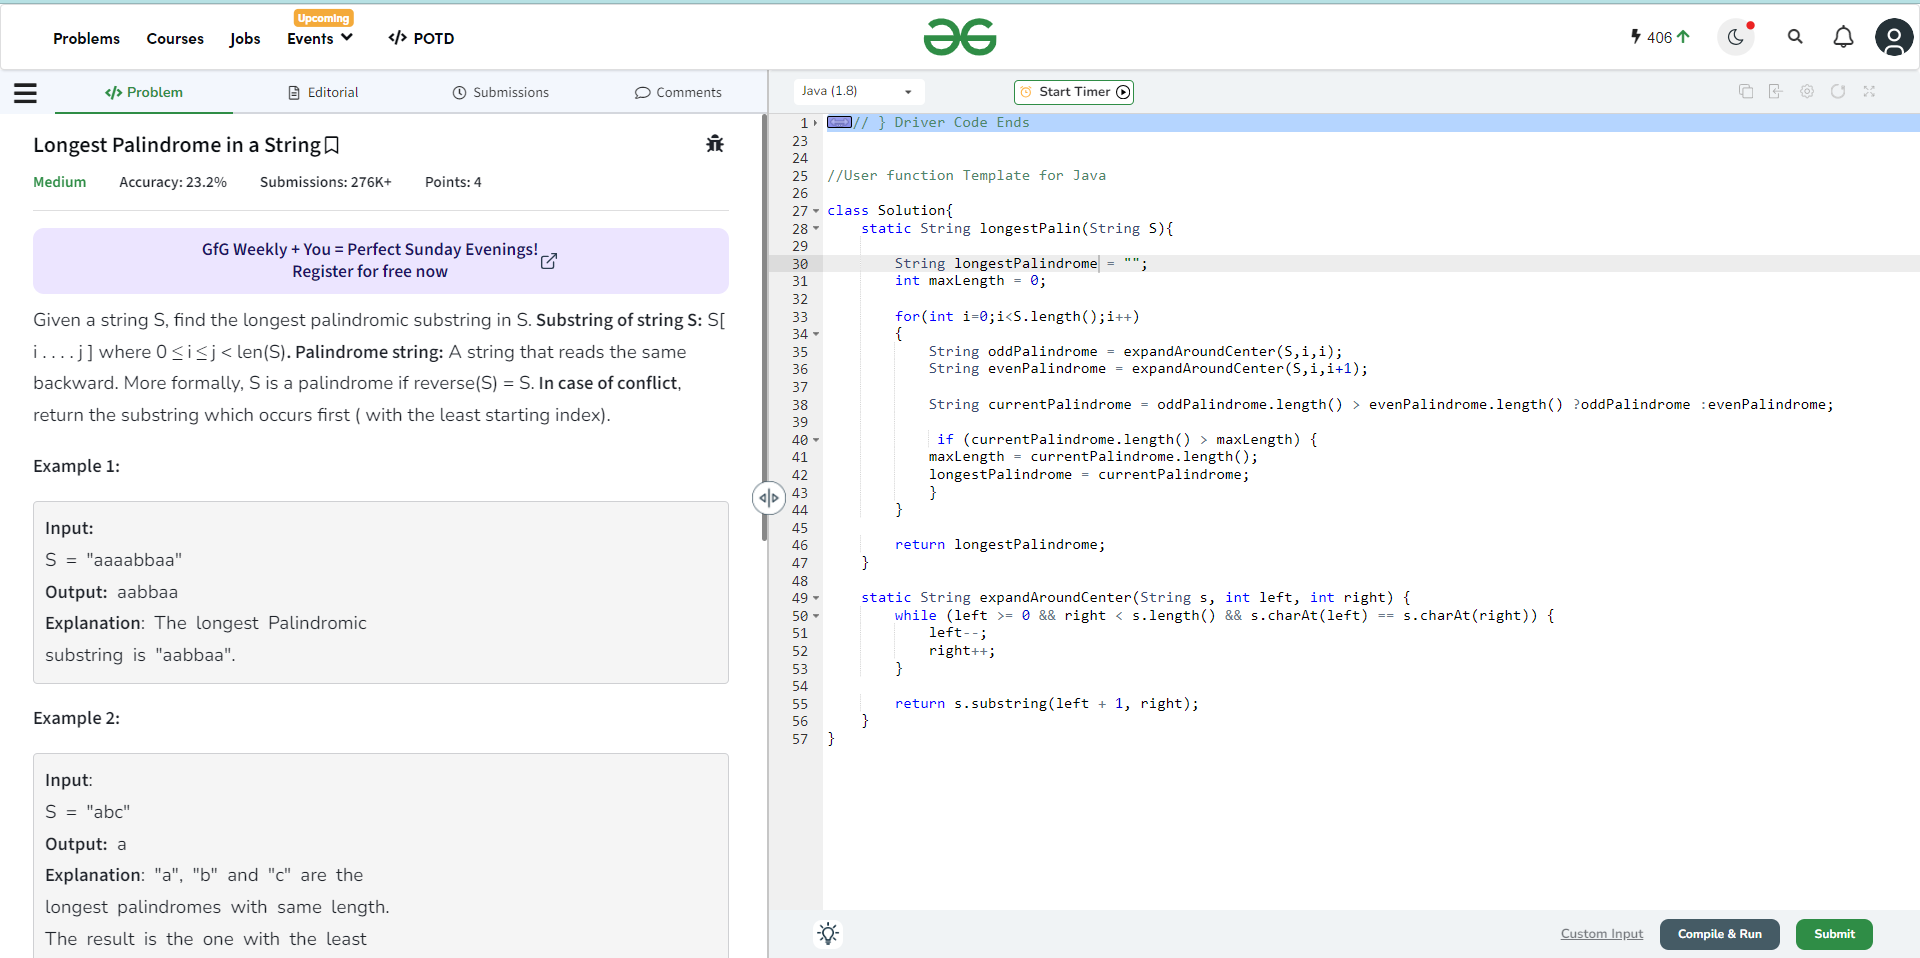 Problems Courses Jobs Upcoming Events </> POTD
406
</> Problem Editorial Submissions Comments
Longest Palindrome in a String
Medium Accuracy: 23.2% Submissions: 276K+ Points: 4
GfG Weekly + You = Perfect Sunday Evenings!
Register for free now
Given a string S, find the longest palindromic substring in S. Substring of string S: S[
i . . . . j ] where 0 ≤ i ≤ j < len(S). Palindrome string: A string that reads the same
backward. More formally, S is a palindrome if reverse(S) = S. In case of conflict,
return the substring which occurs first ( with the least starting index).
Example 1:
Input:
S = "aaaabbaa"
Output: aabbaa
Explanation: The longest Palindromic
substring is "aabbaa".
Example 2:
Input:
S = "abc"
Output: a
Explanation: "a", "b" and "c" are the
longest palindromes with same length.
The result is the one with the least
Java (1.8) Start Timer
1 // } Driver Code Ends
23
24
25 //User function Template for Java
26
27 class Solution{
28 static String longestPalin(String S){
29
30 String longestPalindrome = "";
31 int maxLength = 0;
32
33 for(int i=0;i<S.length();i++)
34 {
35 String oddPalindrome = expandAroundCenter(S,i,i);
36 String evenPalindrome = expandAroundCenter(S,i,i+1);
37
38 String currentPalindrome = oddPalindrome.length() > evenPalindrome.length() ?oddPalindrome :evenPalindrome;
39
40 if (currentPalindrome.length() > maxLength) {
41 maxLength = currentPalindrome.length();
42 longestPalindrome = currentPalindrome;
43 }
44 }
45
46 return longestPalindrome;
47 }
48
49 static String expandAroundCenter(String s, int left, int right) {
50 while (left >= 0 && right < s.length() && s.charAt(left) == s.charAt(right)) {
51 left--;
52 right++;
53 }
54
55 return s.substring(left + 1, right);
56 }
57 }
Custom Input Compile & Run Submit